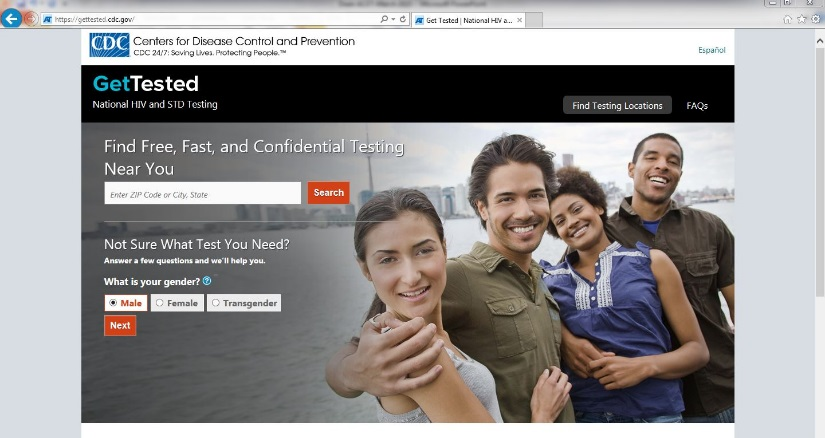 https://gettested.cdc.gov/
Get Tested | National HIV a...
CDC
Centers for Disease Control and Prevention
CDC 24/7: Saving Lives. Protecting People.™
Español
GetTested
National HIV and STD Testing
Find Testing Locations
FAQs
Find Free, Fast, and Confidential Testing
Near You
Enter ZIP Code or City, State
Search
Not Sure What Test You Need?
Answer a few questions and we'll help you.
What is your gender? ?
Male
Female
Transgender
Next